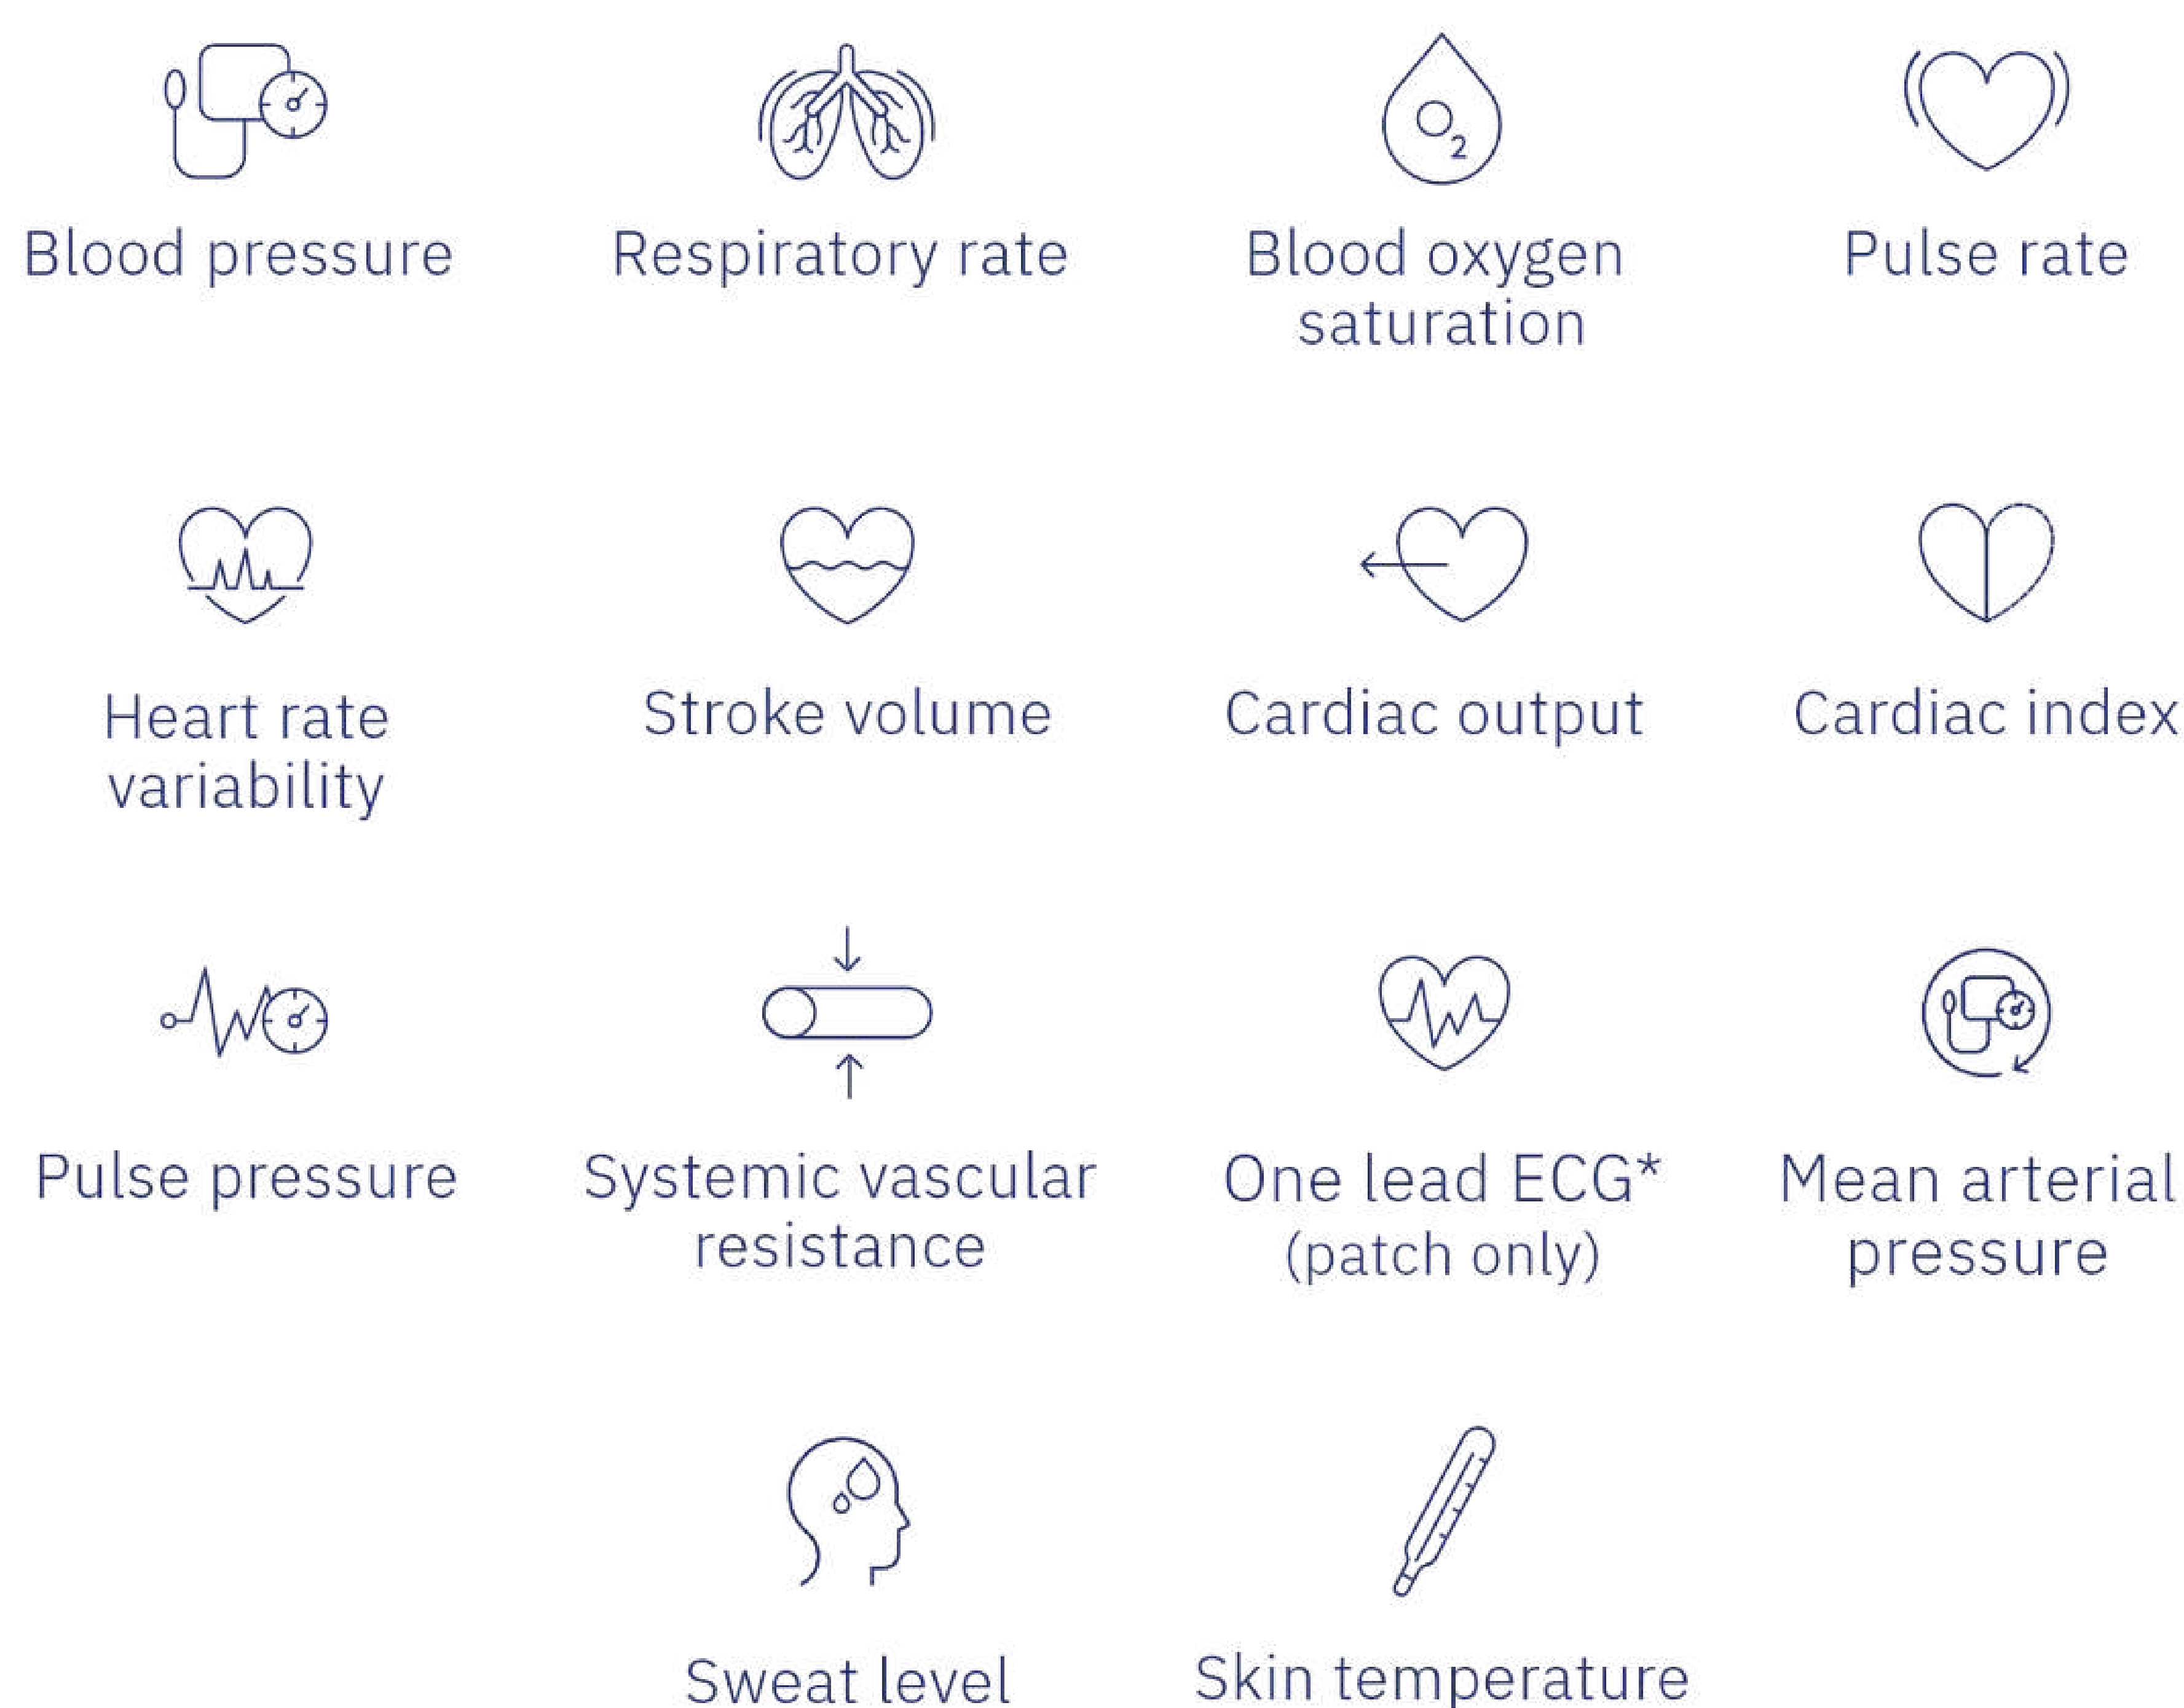 O2
Blood pressure
Respiratory rate
Blood oxygen
saturation
Pulse rate
Heart rate
variability
Stroke volume
Cardiac output
Cardiac index
Pulse pressure
Systemic vascular
resistance
One lead ECG*
(patch only)
Mean arterial
pressure
Sweat level
Skin temperature